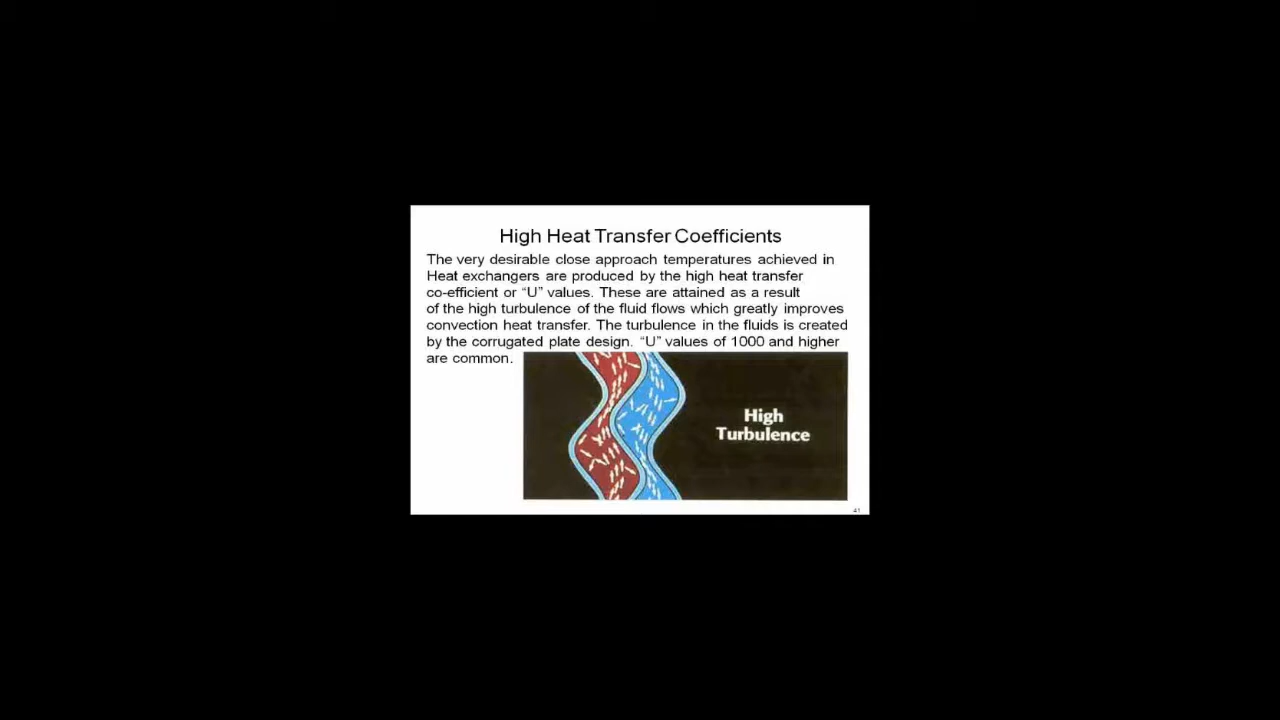 High Heat Transfer Coefficients
The very desirable close approach temperatures achieved in
Heat exchangers are produced by the high heat transfer
co-efficient or “U” values. These are attained as a result
of the high turbulence of the fluid flows which greatly improves
convection heat transfer. The turbulence in the fluids is created
by the corrugated plate design. “U” values of 1000 and higher
are common.
High
Turbulence
41